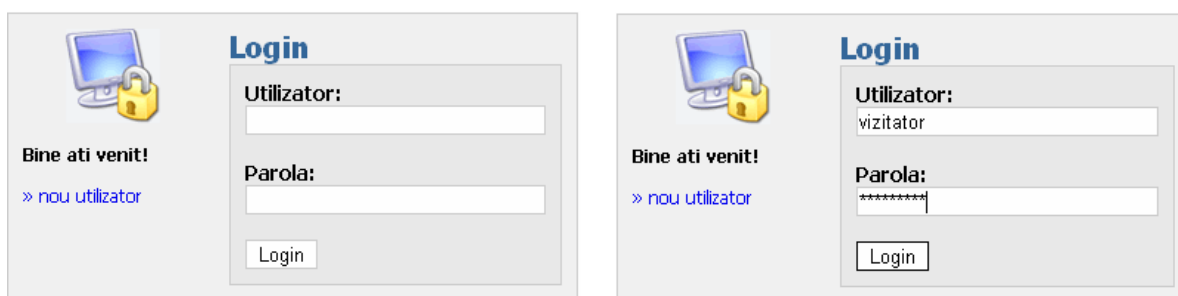 Login
Utilizator:
Bine ati venit!
Parola:
» nou utilizator
Login
Login
Utilizator:
vizitator
Bine ati venit!
Parola:
» nou utilizator
*********
Login